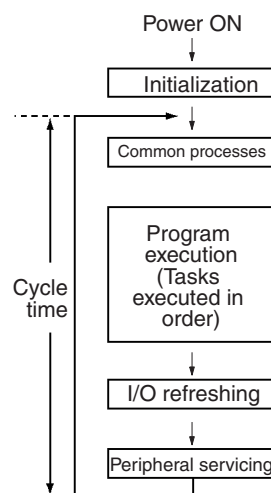 Power ON
Initialization
Common processes
Program
execution
(Tasks
executed in
order)
Cycle
time
I/O refreshing
Peripheral servicing